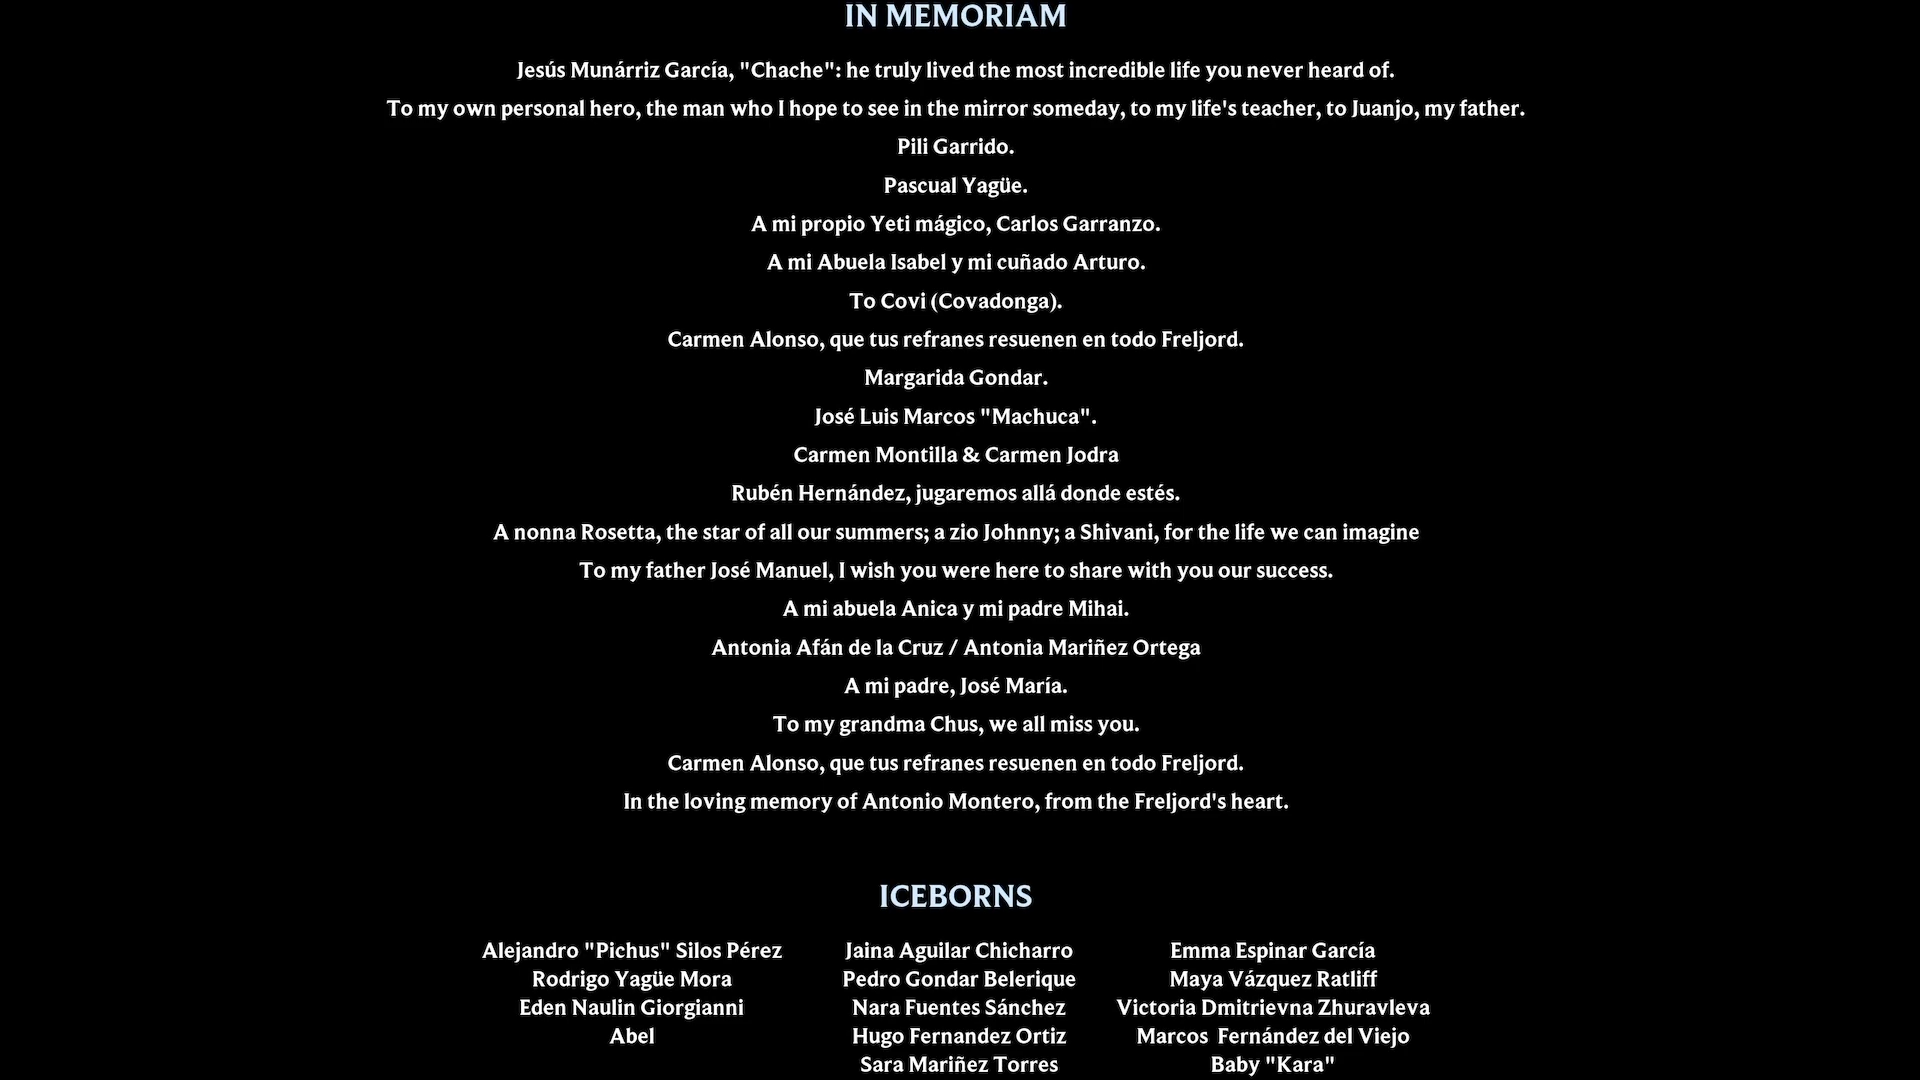 IN MEMORIAM
Jesús Munárriz García, "Chache": he truly lived the most incredible life you never heard of.
To my own personal hero, the man who I hope to see in the mirror someday, to my life's teacher, to Juanjo, my father.
Pili Garrido.
Pascual Yagüe.
A mi propio Yeti mágico, Carlos Garranzo.
A mi Abuela Isabel y mi cuñado Arturo.
To Covi (Covadonga).
Carmen Alonso, que tus refranes resuenen en todo Freljord.
Margarida Gondar.
José Luis Marcos "Machuca".
Carmen Montilla & Carmen Jodra
Rubén Hernández, jugaremos allá donde estés.
A nonna Rosetta, the star of all our summers; a zio Johnny; a Shivani, for the life we can imagine
To my father José Manuel, I wish you were here to share with you our success.
A mi abuela Anica y mi padre Mihai.
Antonia Afán de la Cruz / Antonia Mariñez Ortega
A mi padre, José María.
To my grandma Chus, we all miss you.
Carmen Alonso, que tus refranes resuenen en todo Freljord.
In the loving memory of Antonio Montero, from the Freljord's heart.
ICEBORNS
Alejandro "Pichus" Silos Pérez
Rodrigo Yagüe Mora
Eden Naulin Giorgianni
Abel
Jaina Aguilar Chicharro
Pedro Gondar Belerique
Nara Fuentes Sánchez
Hugo Fernandez Ortiz
Sara Mariñez Torres
Emma Espinar García
Maya Vázquez Ratliff
Victoria Dmitrievna Zhuravleva
Marcos  Fernández del Viejo
Baby "Kara"